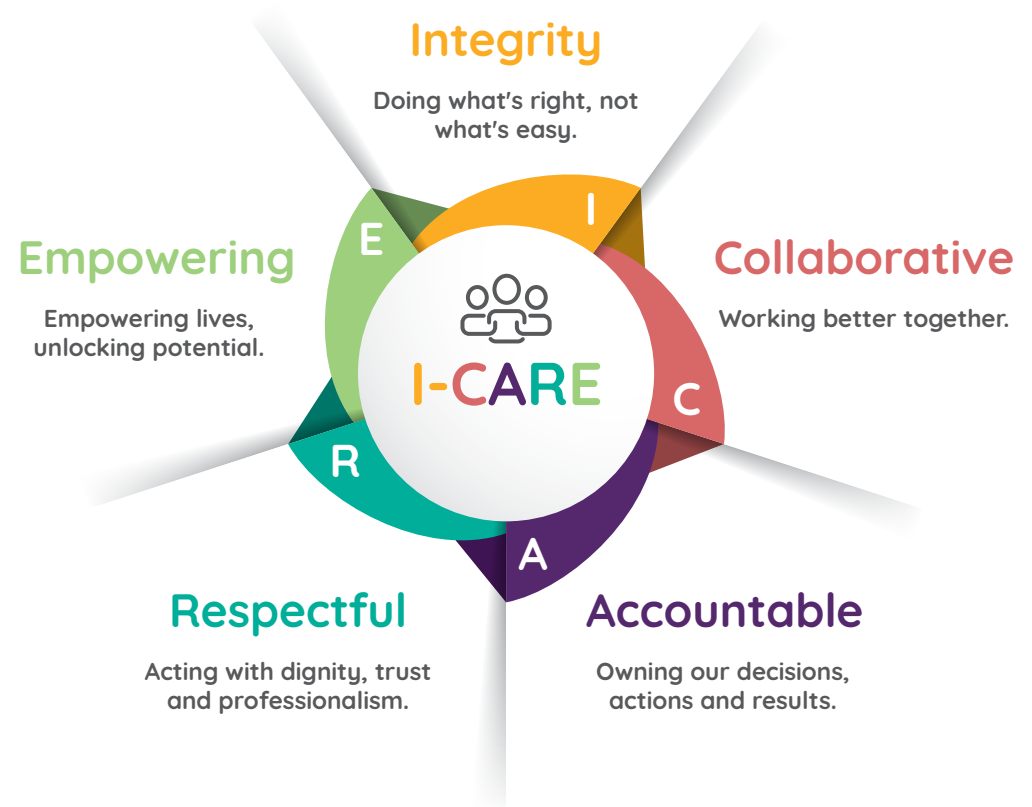 Integrity
Doing what's right, not
what's easy.
E
I
Empowering
Empowering lives,
unlocking potential.
Collaborative
Working better together.
I-CARE
C
R
A
Respectful
Acting with dignity, trust
and professionalism.
Accountable
Owning our decisions,
actions and results.